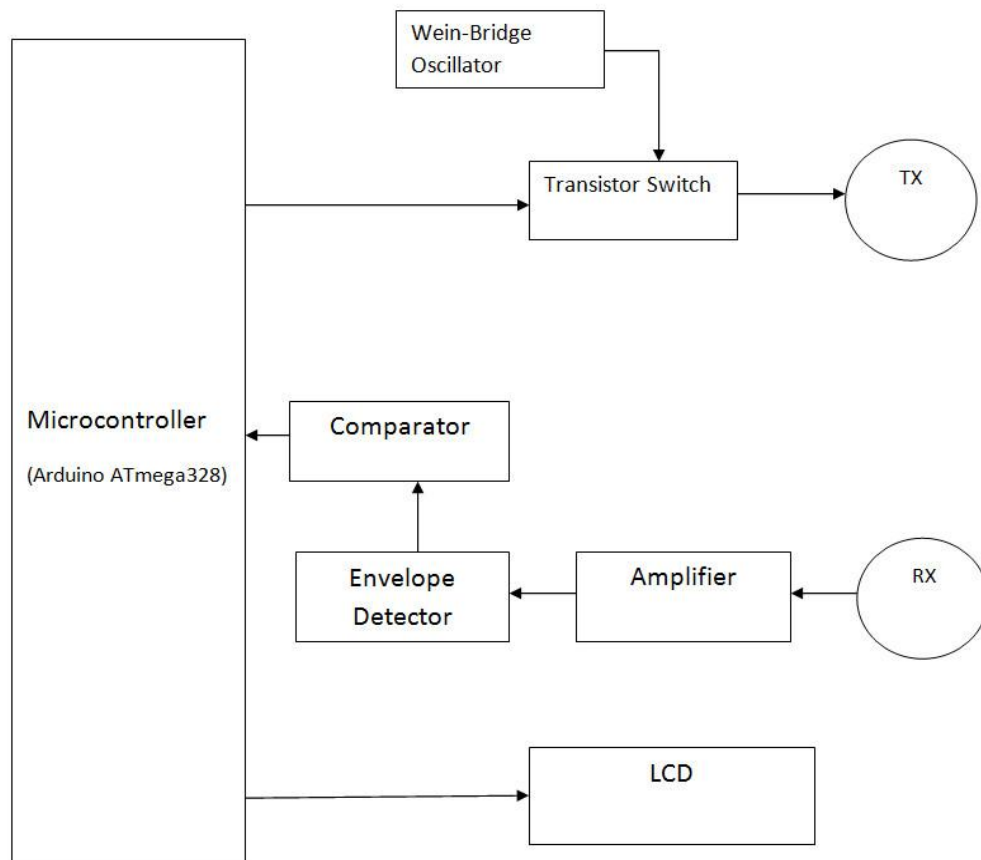 Wein-Bridge
Oscillator
Transistor Switch
TX
Microcontroller
(Arduino ATmega328)
Comparator
Envelope
Detector
Amplifier
RX
LCD